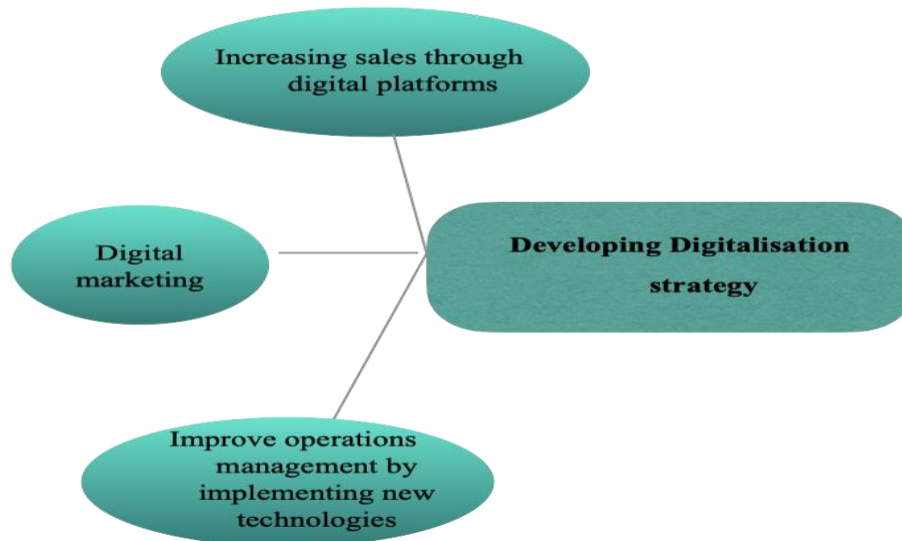 Increasing sales through
digital platforms
Digital
marketing
Developing Digitalisation
strategy
Improve operations
management by
implementing new
technologies